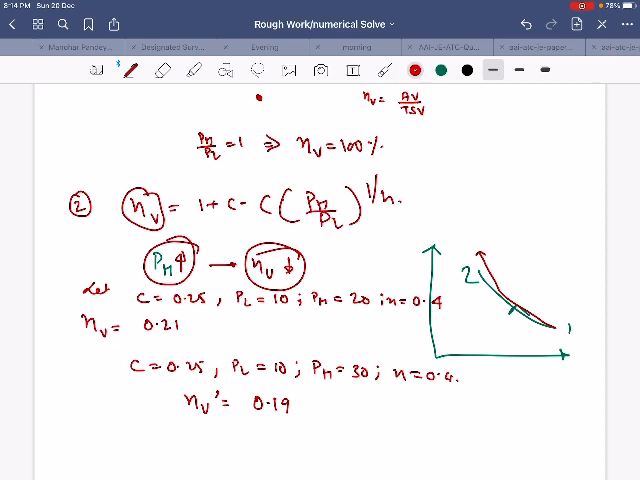 8:14 PM Sun 20 Dec
78%
Rough Work/numerical Solve
Manohar Pandey... Designated Surv... Evening morning AAI-JE-ATC-Qu... aai-atc-je-paper... aai-atc-je
ηv = AV/TSV
PH/PL = 1 ⇒ ηv = 100%
② ηv = 1 + C - C (PH/PL)^1/n.
PH ↑ → ηv ↓
Let C = 0.25 , PL = 10 ; PH = 20 ; n = 0.4
ηv = 0.21
C = 0.25 , PL = 10 ; PH = 30 ; n = 0.4.
ηv' = 0.19
2
1